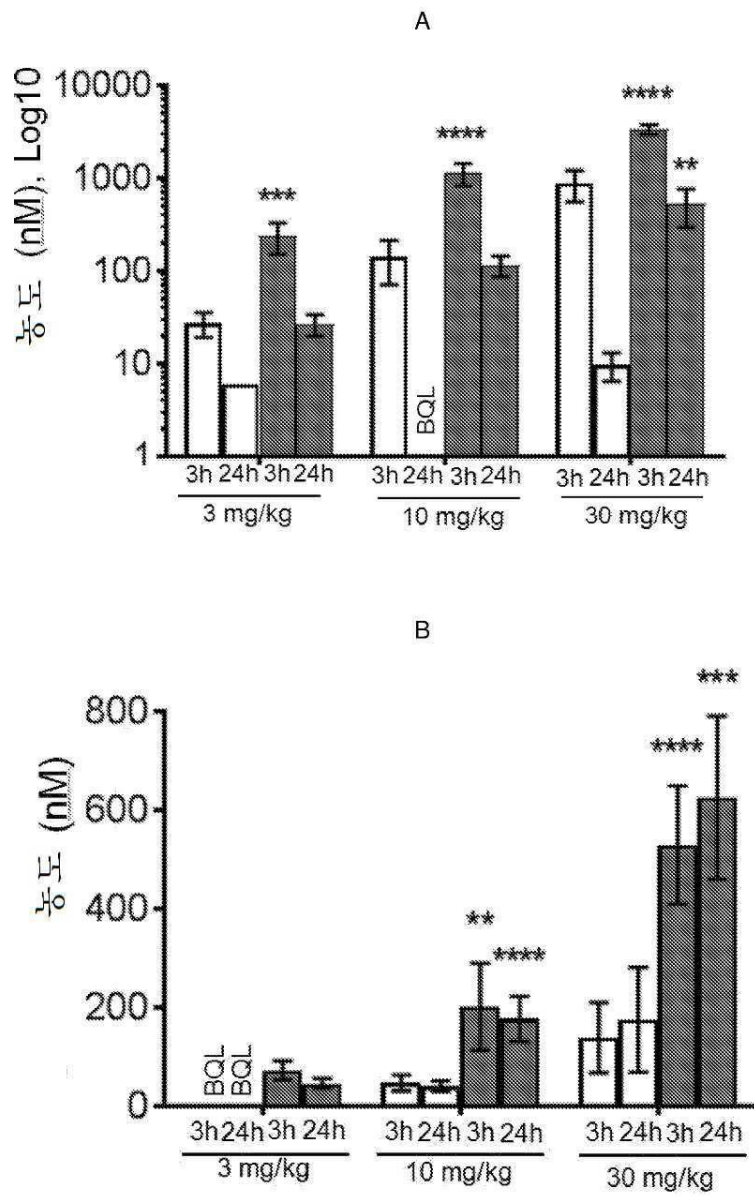 A
농도 (nM), Log10
10000
1000
100
10
1
***
****
****
**
BQL
3h 24h 3h 24h 3h 24h 3h 24h 3h 24h 3h 24h
3 mg/kg 10 mg/kg 30 mg/kg
B
농도 (nM)
800
600
400
200
0
BQL
BQL
**
****
****
***
3h 24h 3h 24h 3h 24h 3h 24h 3h 24h 3h 24h
3 mg/kg 10 mg/kg 30 mg/kg